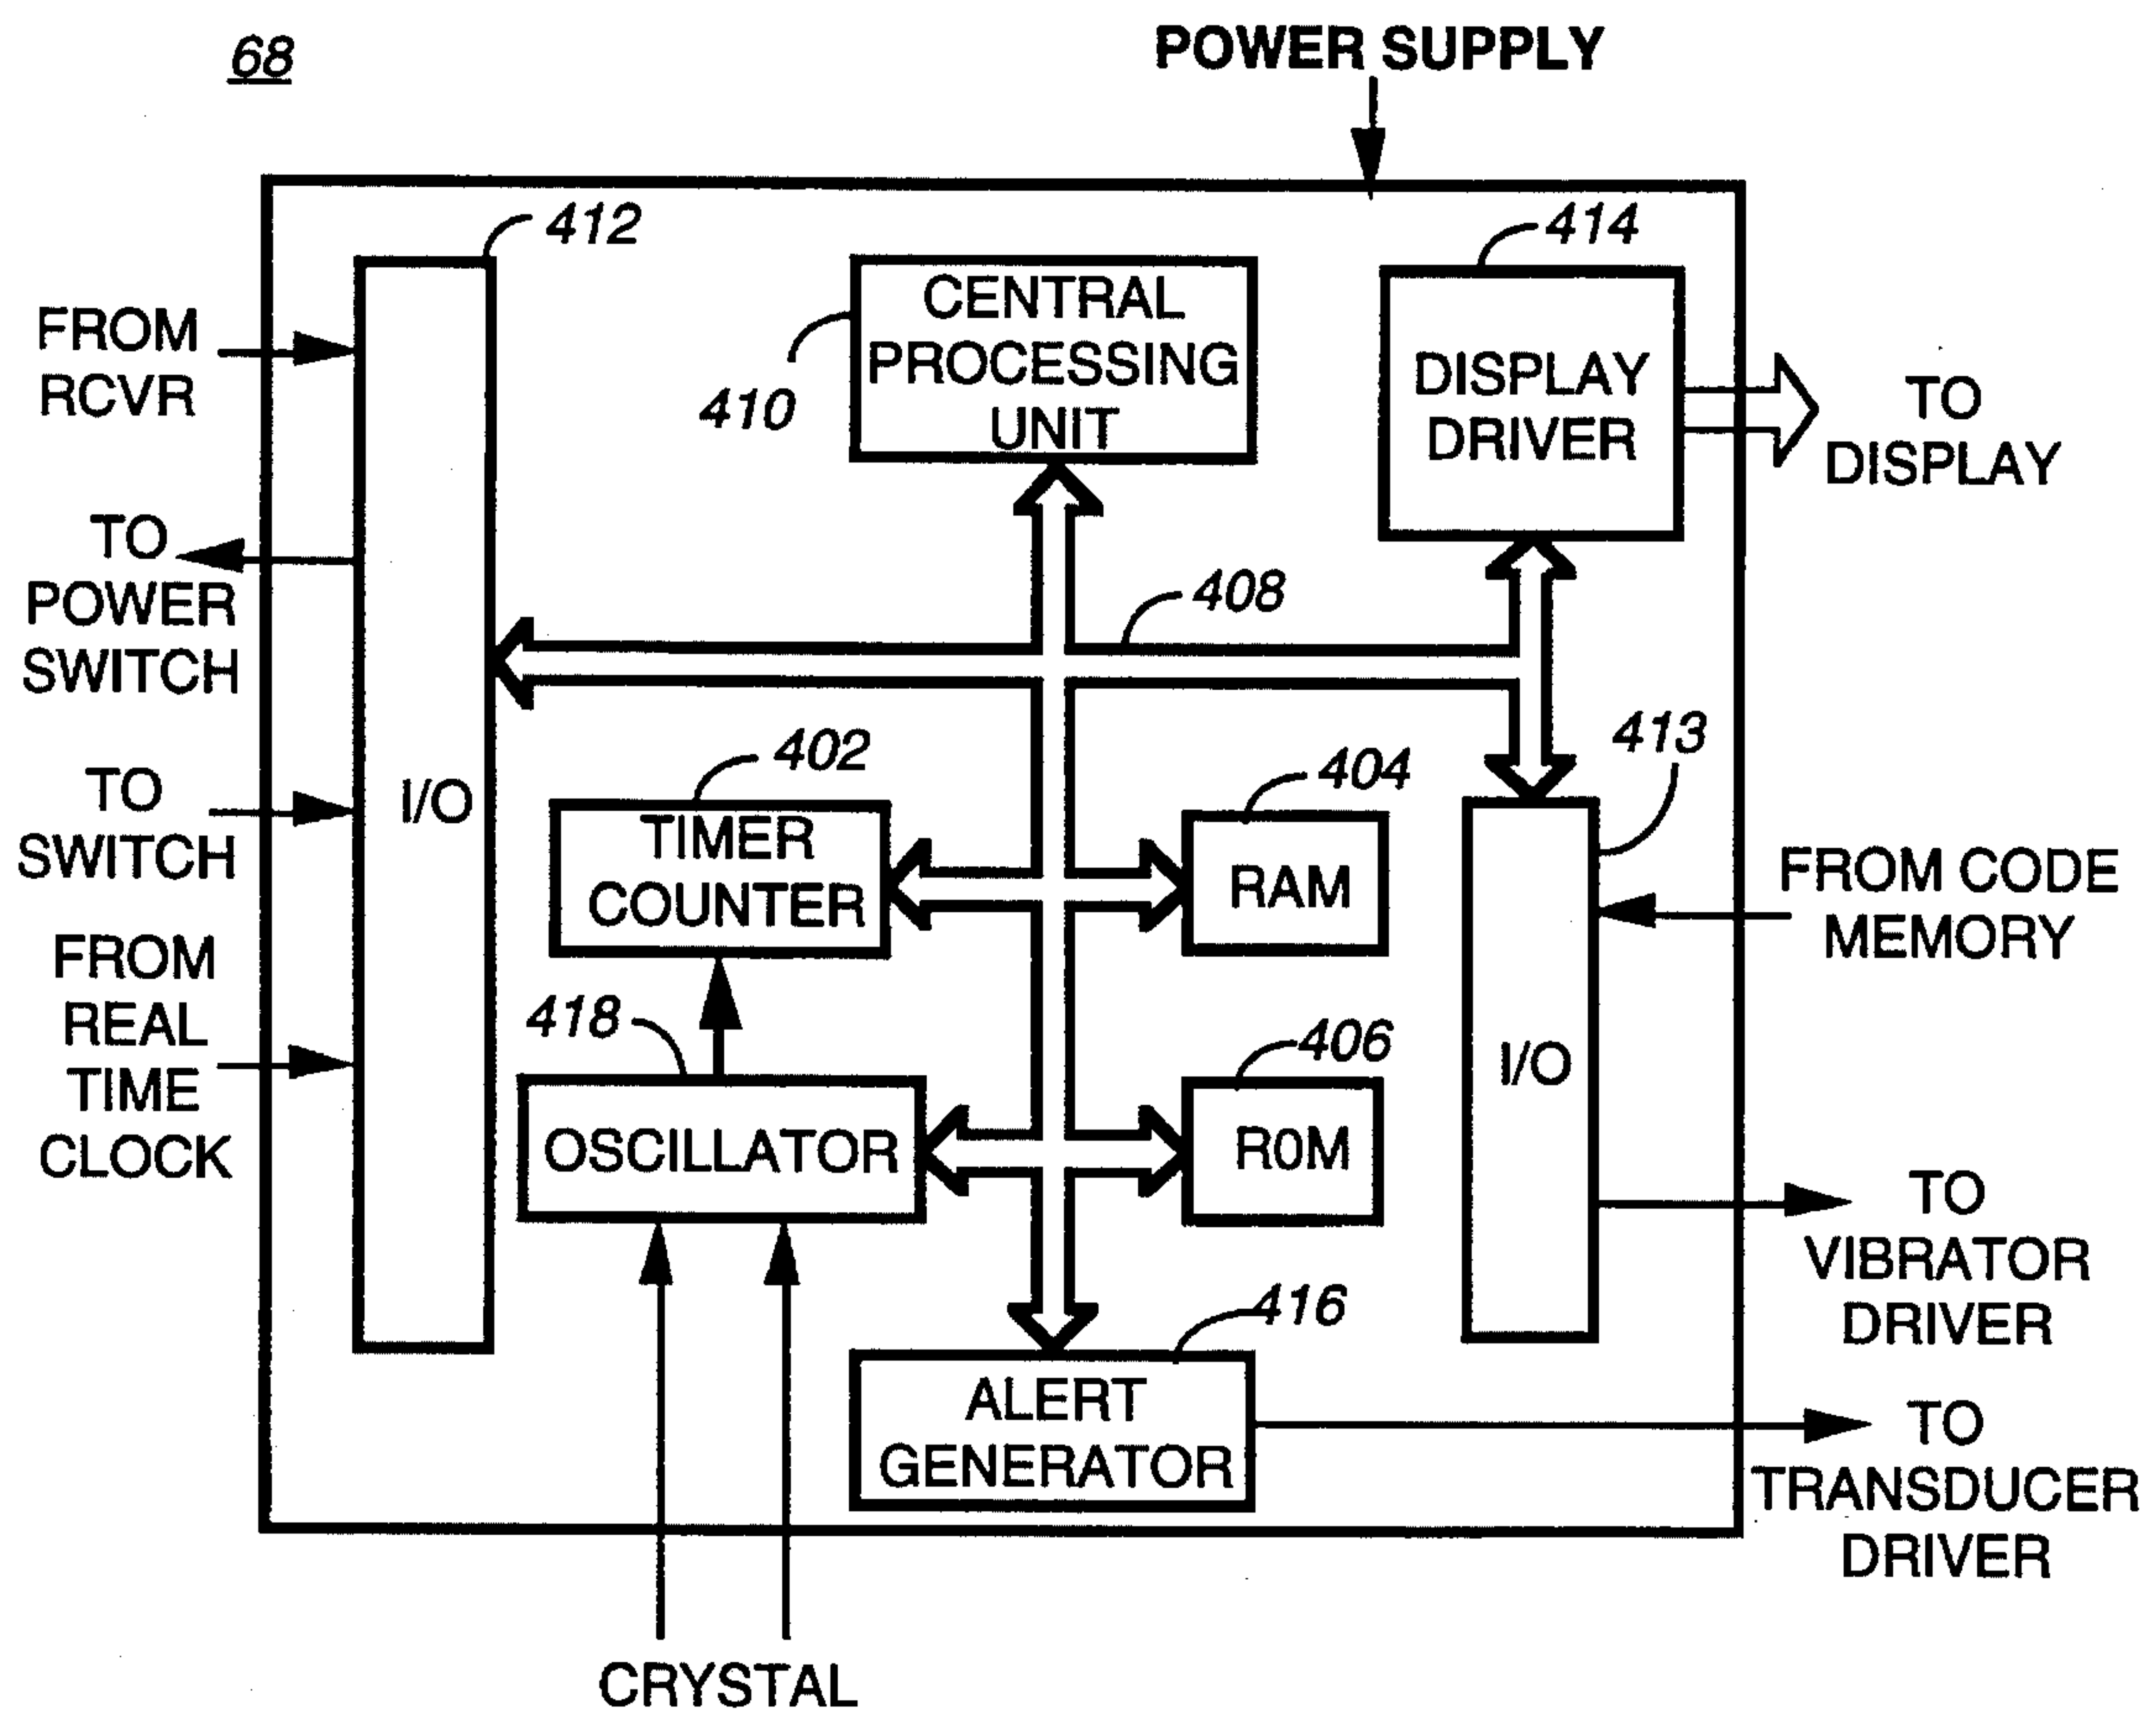 68
POWER SUPPLY
412
414
FROM
RCVR
CENTRAL
PROCESSING
UNIT
410
DISPLAY
DRIVER
TO
DISPLAY
TO
POWER
SWITCH
408
413
402
404
TO
SWITCH
I/O
TIMER
COUNTER
RAM
FROM CODE
MEMORY
FROM
REAL
TIME
CLOCK
418
406
I/O
OSCILLATOR
R0M
TO
VIBRATOR
DRIVER
416
ALERT
GENERATOR
TO
TRANSDUCER
DRIVER
CRYSTAL